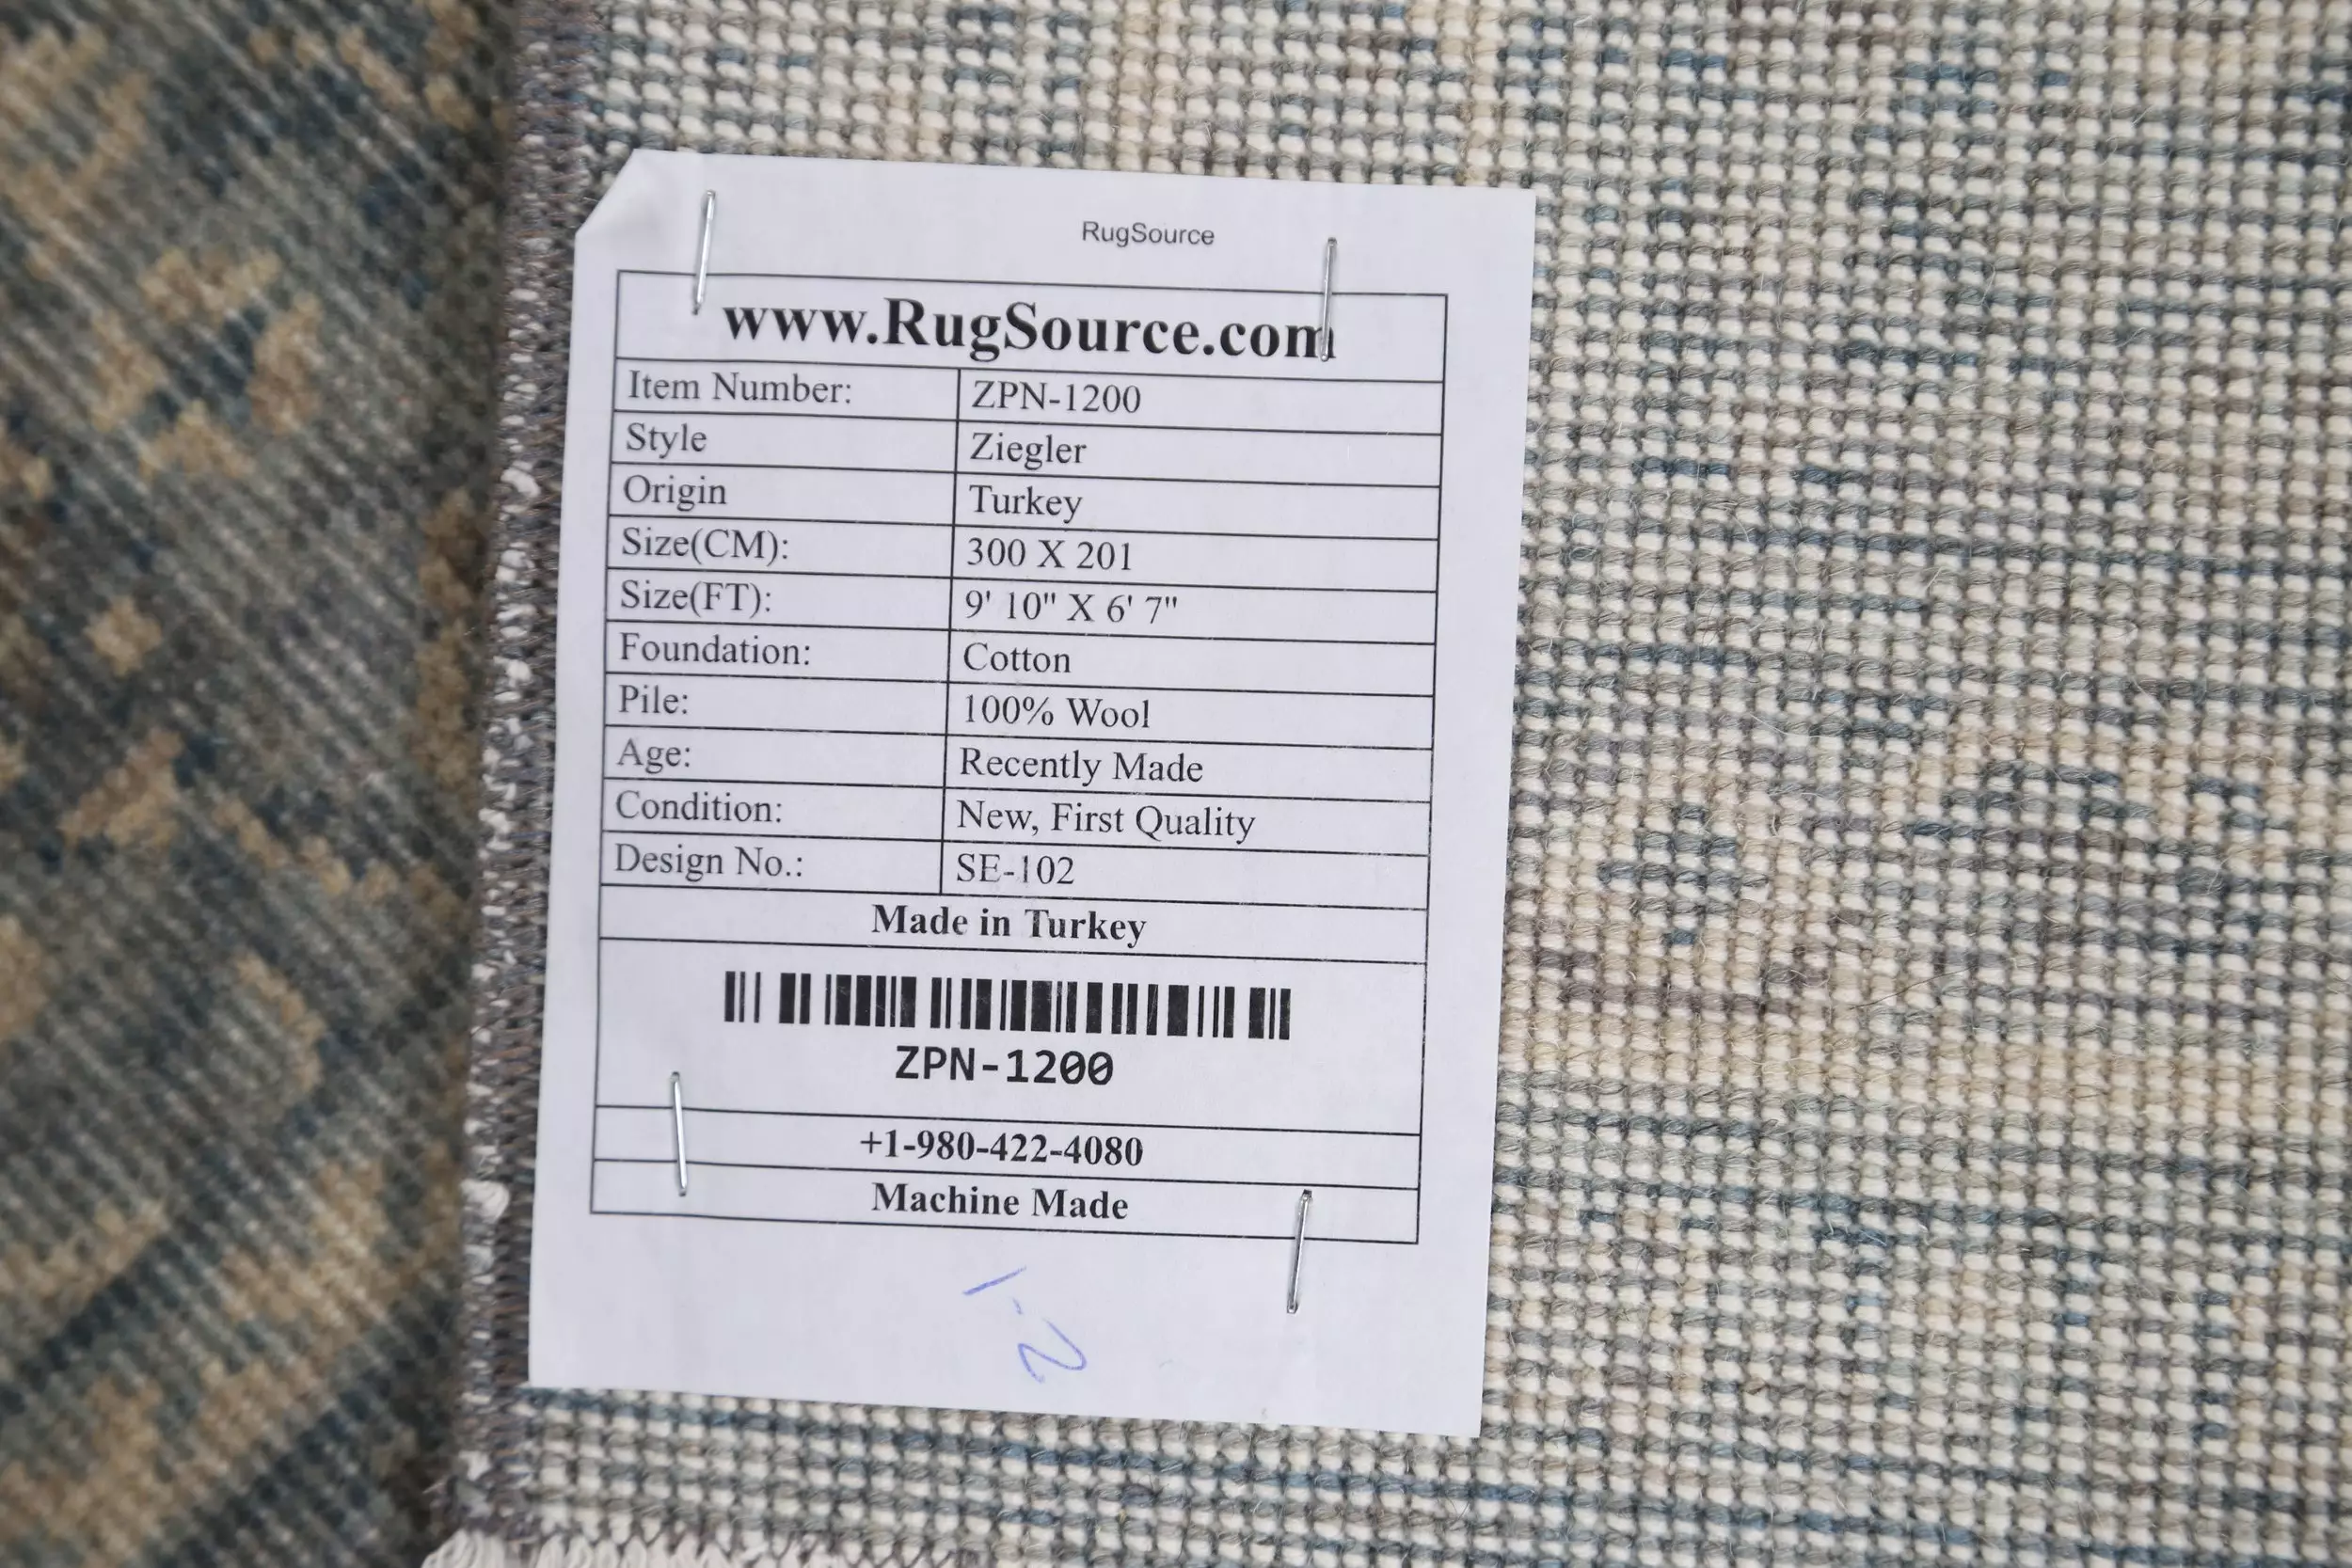 RugSource
www.RugSource.com
Item Number: ZPN-1200
Style Ziegler
Origin Turkey
Size(CM): 300 X 201
Size(FT): 9' 10" X 6' 7"
Foundation: Cotton
Pile: 100% Wool
Age: Recently Made
Condition: New, First Quality
Design No.: SE-102
Made in Turkey
ZPN-1200
+1-980-422-4080
Machine Made
1-2